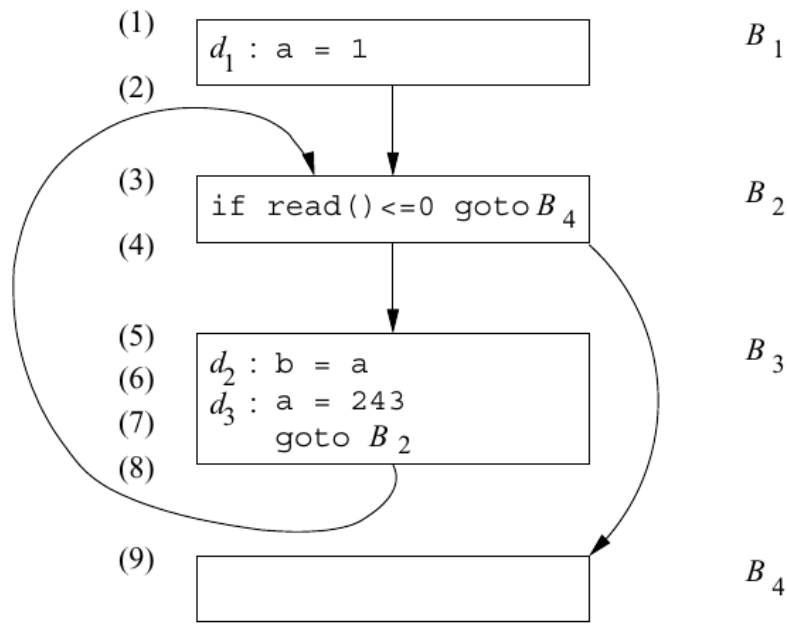 (1)
d1 : a = 1
B1
(2)
(3)
if read()<=0 goto B4
B2
(4)
(5)
d2 : b = a
B3
(6)
d3 : a = 243
(7)
goto B2
(8)
(9)
B4